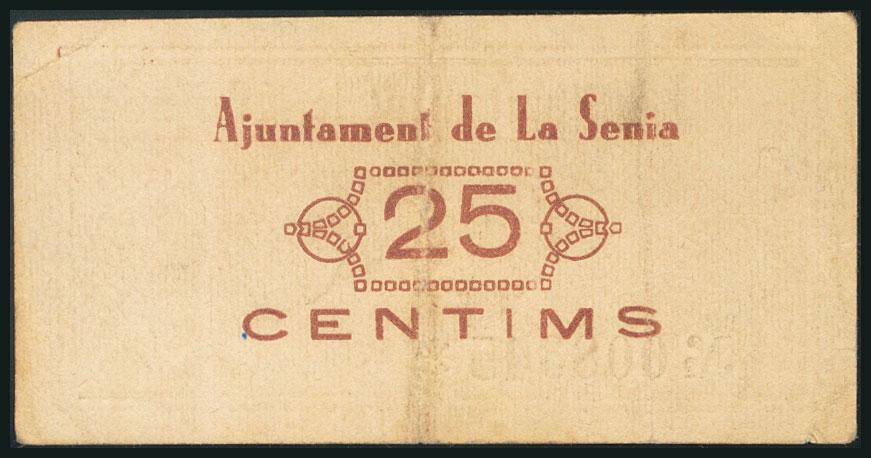 Ajuntament de La Senia
25
CENTIMS